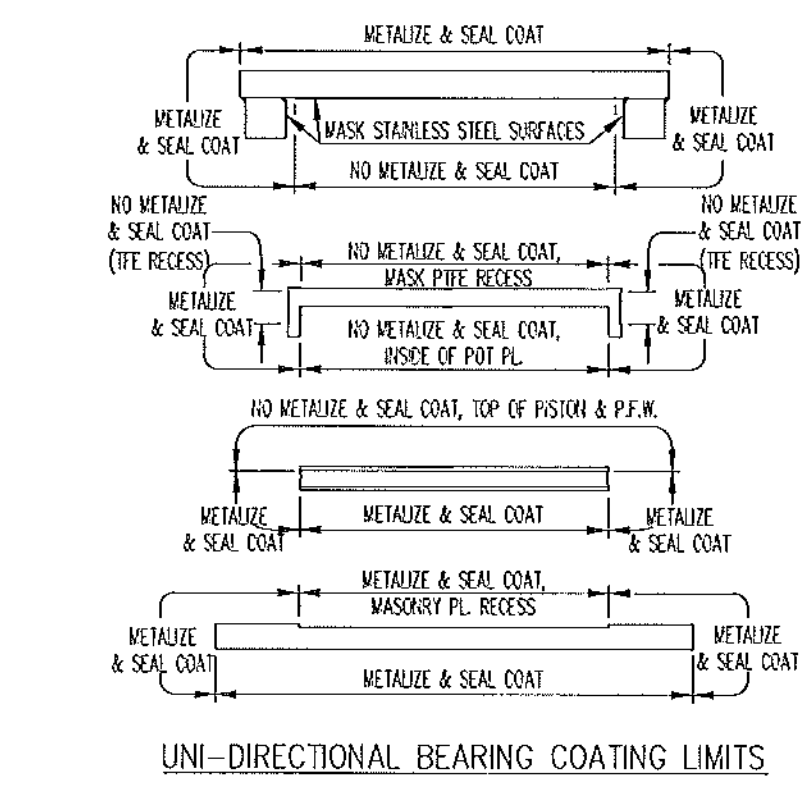 METALIZE & SEAL COAT
METALIZE
& SEAL COAT
METALIZE
& SEAL COAT
1
1
MASK STAINLESS STEEL SURFACES
NO METALIZE & SEAL COAT
NO METALIZE
& SEAL COAT
(TFE RECESS)
NO METALIZE
& SEAL COAT
(TFE RECESS)
NO METALIZE & SEAL COAT,
MASK PTFE RECESS
METALIZE
& SEAL COAT
METALIZE
& SEAL COAT
NO METALIZE & SEAL COAT,
INSIDE OF POT PL.
NO METALIZE & SEAL COAT, TOP OF PISTON & P.F.W.
METALIZE
& SEAL COAT
METALIZE & SEAL COAT
METALIZE
& SEAL COAT
METALIZE & SEAL COAT,
MASONRY PL. RECESS
METALIZE
& SEAL COAT
METALIZE
& SEAL COAT
METALIZE & SEAL COAT
UNI-DIRECTIONAL BEARING COATING LIMITS